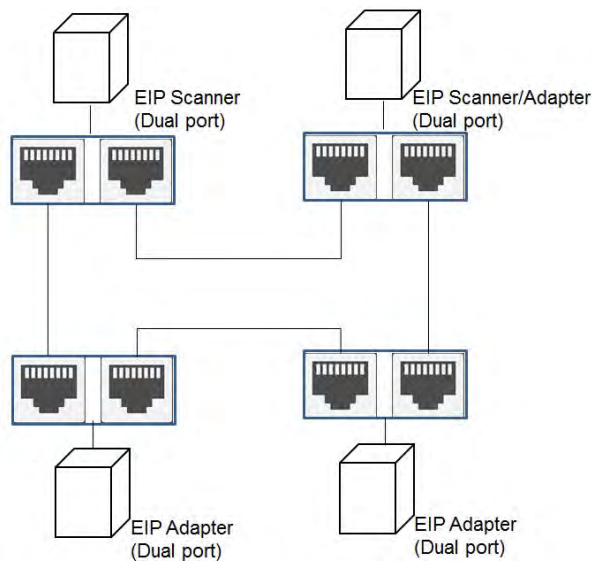 EIP Scanner
(Dual port)
EIP Scanner/Adapter
(Dual port)
EIP Adapter
(Dual port)
EIP Adapter
(Dual port)